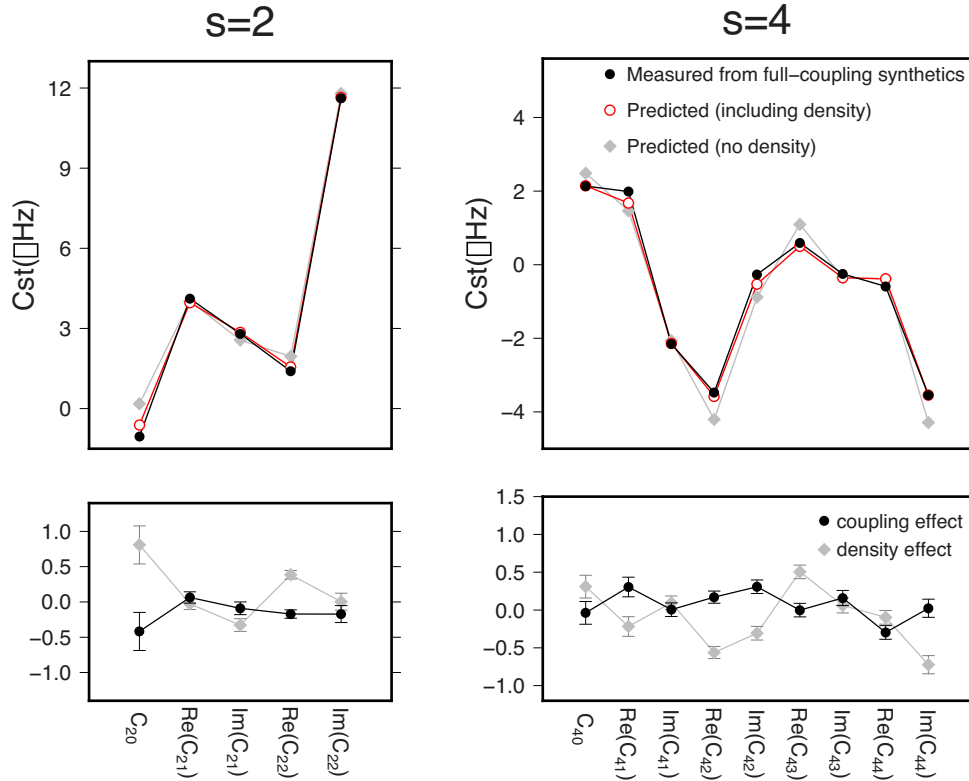 s=2
s=4
12
9
6
3
0
Cst(□Hz)
4
2
0
−2
−4
Cst(□Hz)
Measured from full−coupling synthetics
Predicted (including density)
Predicted (no density)
1.0
0.5
0.0
−0.5
−1.0
1.5
1.0
0.5
0.0
−0.5
−1.0
coupling effect
density effect
C20
Re(C21)
Im(C21)
Re(C22)
Im(C22)
C40
Re(C41)
Im(C41)
Re(C42)
Im(C42)
Re(C43)
Im(C43)
Re(C44)
Im(C44)